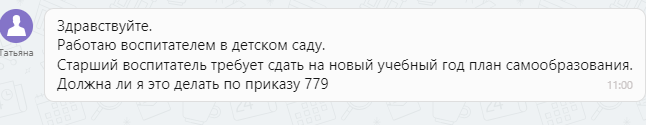 Здравствуйте.
Работаю воспитателем в детском саду.
Старший воспитатель требует сдать на новый учебный год план самообразования.
Должна ли я это делать по приказу 779
Татьяна
11:00